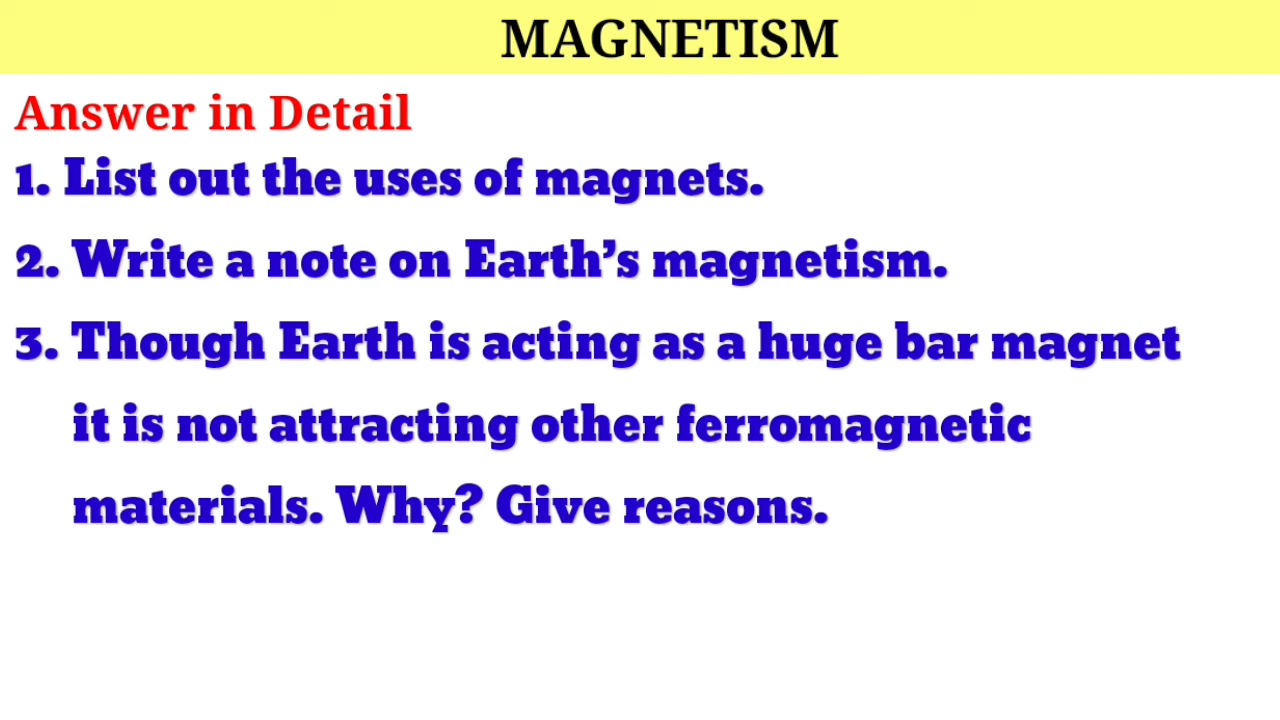 MAGNETISM
Answer in Detail
1. List out the uses of magnets.
2. Write a note on Earth’s magnetism.
3. Though Earth is acting as a huge bar magnet
it is not attracting other ferromagnetic
materials. Why? Give reasons.